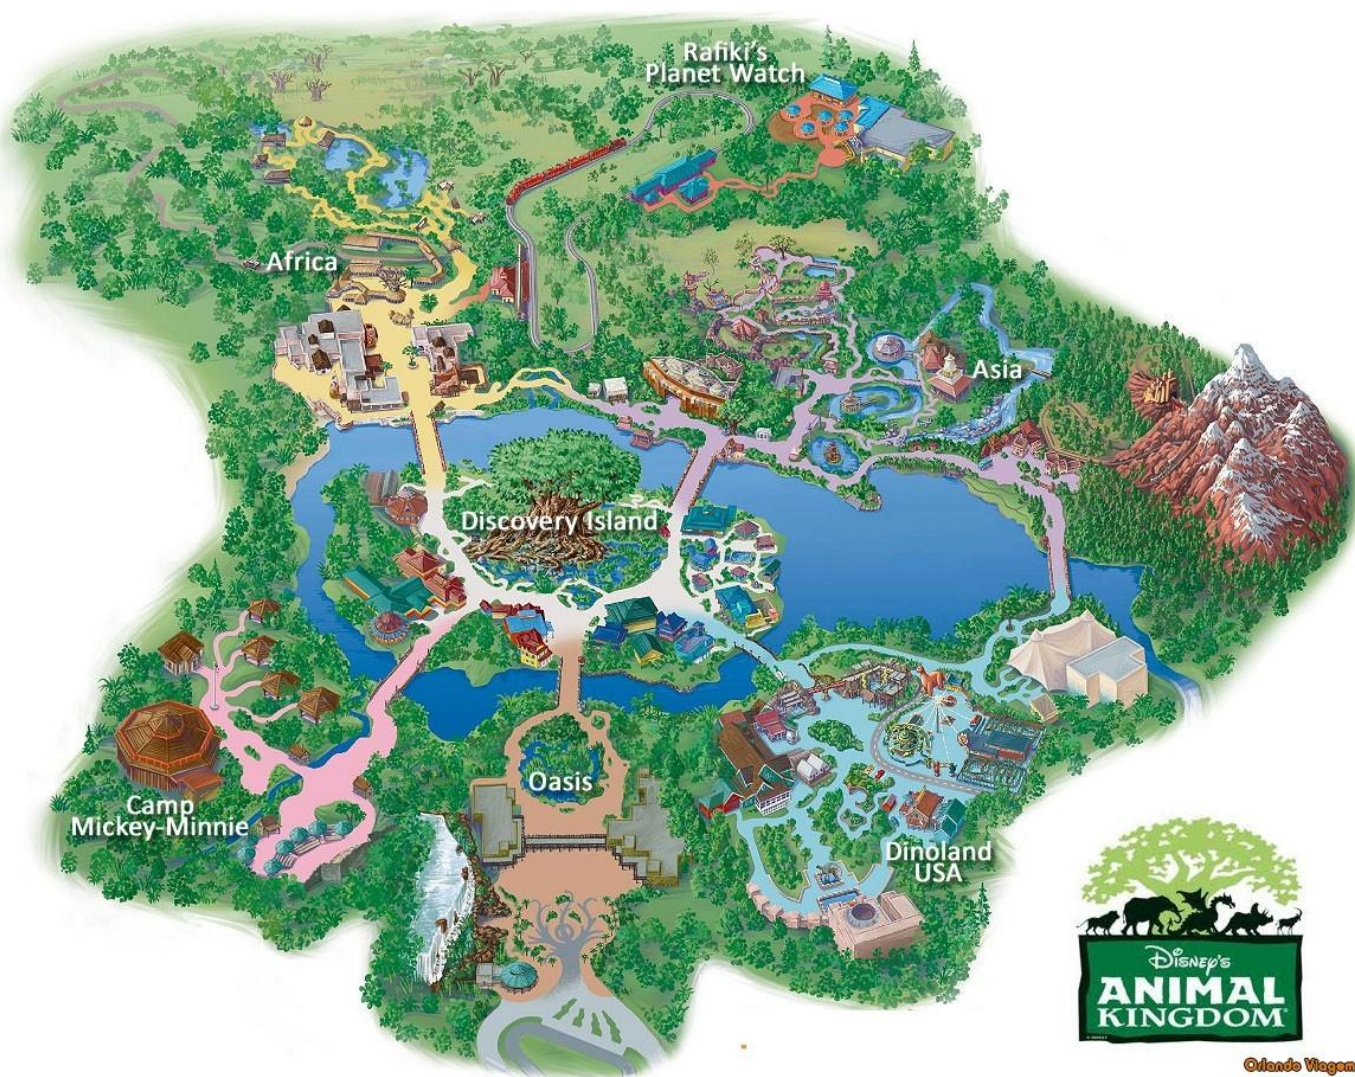 Rafiki's
Planet Watch
Africa
Asia
Discovery Island
Oasis
Camp
Mickey-Minnie
Dinoland
USA
Disney's
ANIMAL
KINGDOM
Orlando Viagem